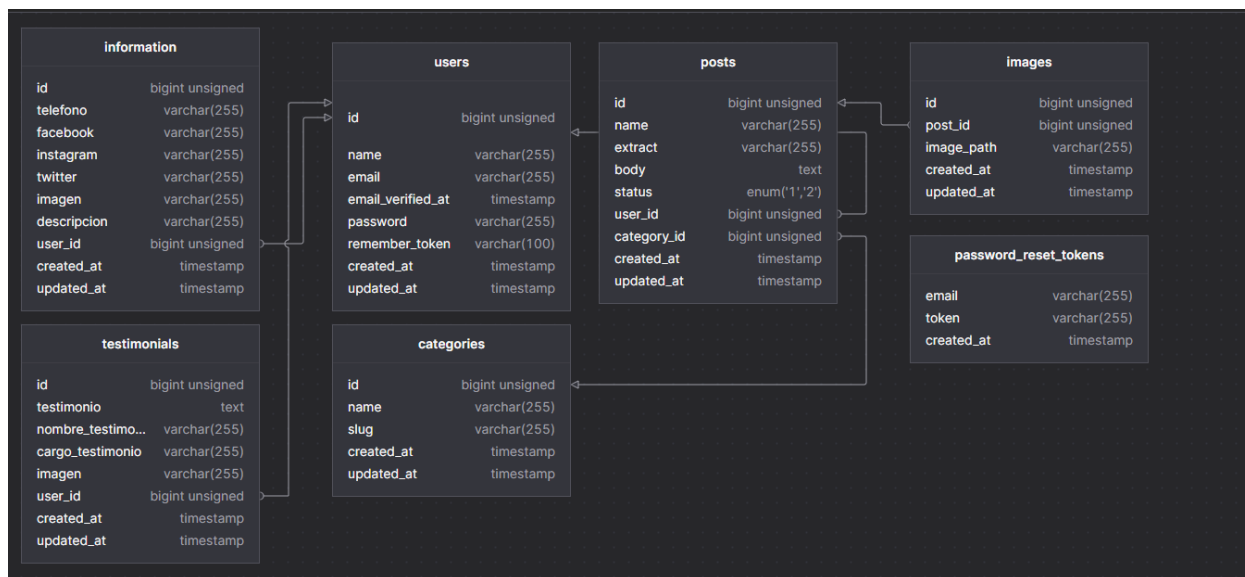 information
id bigint unsigned
telefono varchar(255)
facebook varchar(255)
instagram varchar(255)
twitter varchar(255)
imagen varchar(255)
descripcion varchar(255)
user_id bigint unsigned
created_at timestamp
updated_at timestamp
users
id bigint unsigned
name varchar(255)
email varchar(255)
email_verified_at timestamp
password varchar(255)
remember_token varchar(100)
created_at timestamp
updated_at timestamp
posts
id bigint unsigned
name varchar(255)
extract varchar(255)
body text
status enum('1','2')
user_id bigint unsigned
category_id bigint unsigned
created_at timestamp
updated_at timestamp
images
id bigint unsigned
post_id bigint unsigned
image_path varchar(255)
created_at timestamp
updated_at timestamp
password_reset_tokens
email varchar(255)
token varchar(255)
created_at timestamp
testimonials
id bigint unsigned
testimonio text
nombre_testimo... varchar(255)
cargo_testimonio varchar(255)
imagen varchar(255)
user_id bigint unsigned
created_at timestamp
updated_at timestamp
categories
id bigint unsigned
name varchar(255)
slug varchar(255)
created_at timestamp
updated_at timestamp